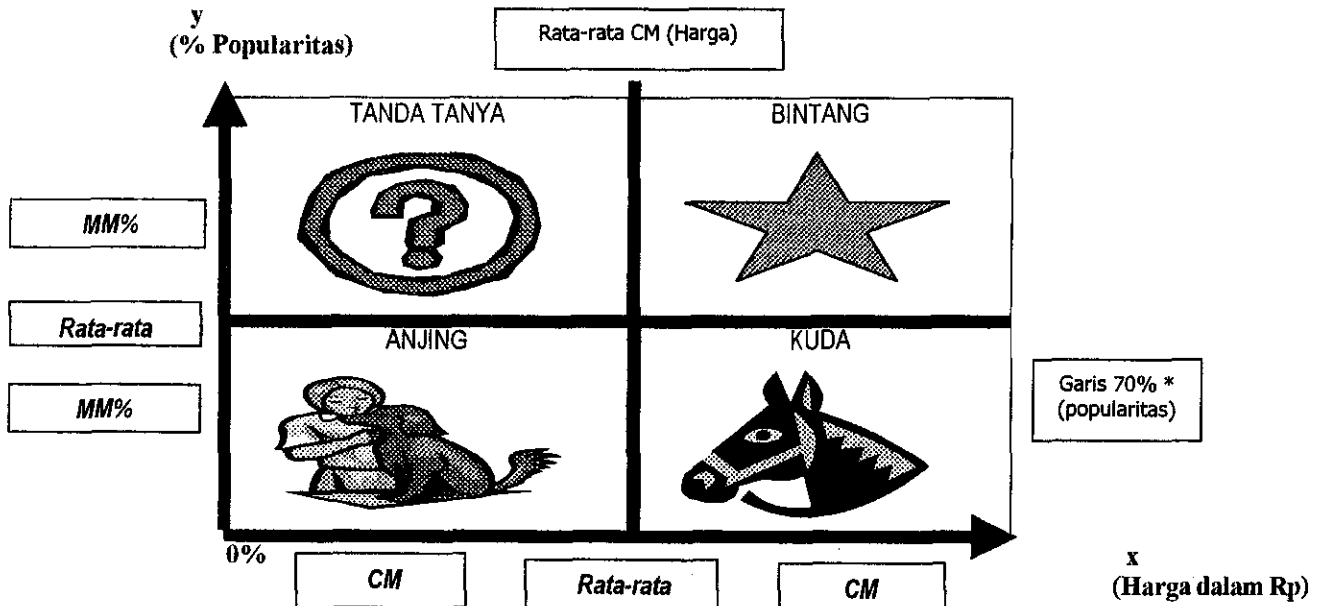 y
(% Popularitas)
Rata-rata CM (Harga)
TANDA TANYA
BINTANG
?
MM%
Rata-rata
MM%
ANJING
KUDA
Garis 70% *
(popularitas)
0%
CM
Rata-rata
CM
x
(Harga dalam Rp)